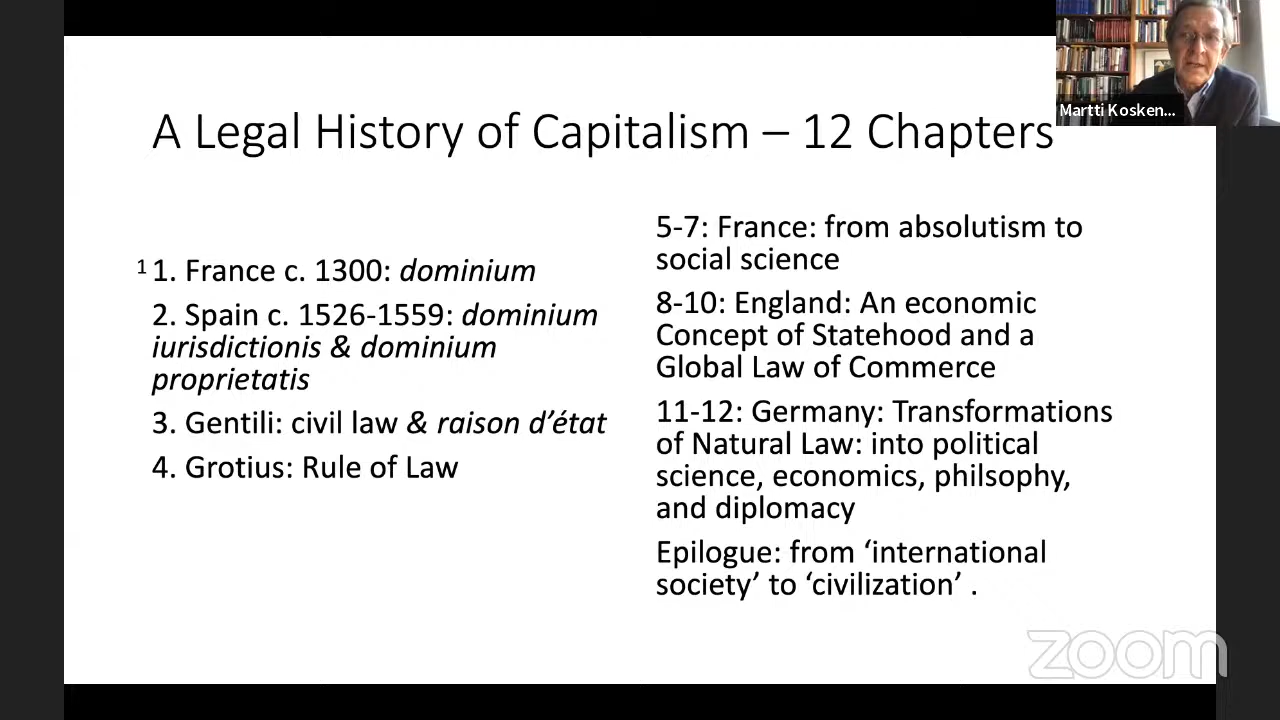 A Legal History of Capitalism – 12 Chapters
Martti Kosken...
1 1. France c. 1300: dominium
2. Spain c. 1526-1559: dominium
iurisdictionis & dominium
proprietatis
3. Gentili: civil law & raison d’état
4. Grotius: Rule of Law
5-7: France: from absolutism to
social science
8-10: England: An economic
Concept of Statehood and a
Global Law of Commerce
11-12: Germany: Transformations
of Natural Law: into political
science, economics, philsophy,
and diplomacy
Epilogue: from ‘international
society’ to ‘civilization’ .
zoom